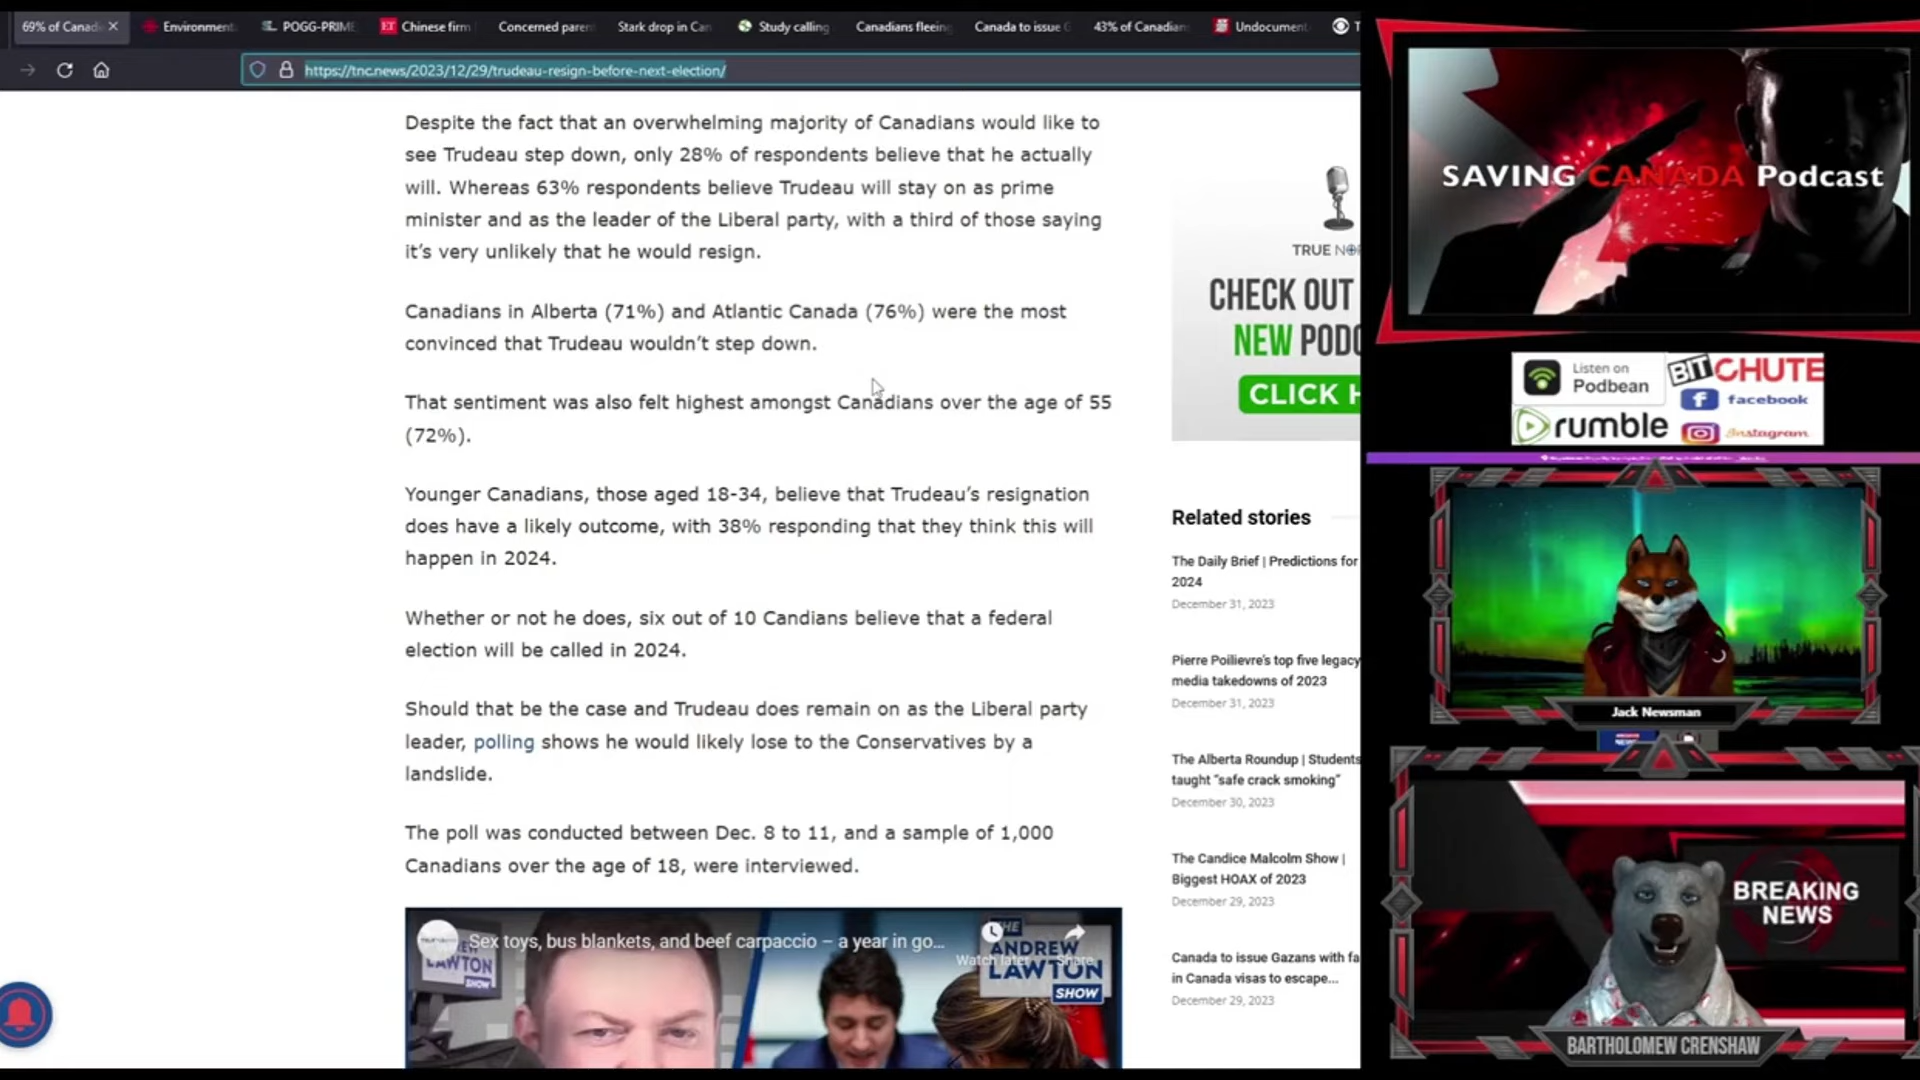 69% of Canad
Environment
POGG-PRIME
ET Chinese firm
Concerned paren
Stark drop in Can
Study calling
Canadians fleeing
Canada to issue G
43% of Canadian
Undocument
T
https://tnc.news/2023/12/29/trudeau-resign-before-next-election/
Despite the fact that an overwhelming majority of Canadians would like to
see Trudeau step down, only 28% of respondents believe that he actually
will. Whereas 63% respondents believe Trudeau will stay on as prime
minister and as the leader of the Liberal party, with a third of those saying
it’s very unlikely that he would resign.
Canadians in Alberta (71%) and Atlantic Canada (76%) were the most
convinced that Trudeau wouldn’t step down.
That sentiment was also felt highest amongst Canadians over the age of 55
(72%).
Younger Canadians, those aged 18-34, believe that Trudeau’s resignation
does have a likely outcome, with 38% responding that they think this will
happen in 2024.
Whether or not he does, six out of 10 Candians believe that a federal
election will be called in 2024.
Should that be the case and Trudeau does remain on as the Liberal party
leader, polling shows he would likely lose to the Conservatives by a
landslide.
The poll was conducted between Dec. 8 to 11, and a sample of 1,000
Canadians over the age of 18, were interviewed.
Sex toys, bus blankets, and beef carpaccio – a year in go...
Watch later
Share
LAWTON
SHOW
THE
ANDREW
LAWTON
SHOW
TRUE NOR
CHECK OUT
NEW PODC
CLICK H
Related stories
The Daily Brief | Predictions for
2024
December 31, 2023
Pierre Poilievre’s top five legacy
media takedowns of 2023
December 31, 2023
The Alberta Roundup | Students
taught “safe crack smoking”
December 30, 2023
The Candice Malcolm Show |
Biggest HOAX of 2023
December 29, 2023
Canada to issue Gazans with fa
in Canada visas to escape...
December 29, 2023
SAVING CANADA Podcast
Listen on
Podbean
BITCHUTE
facebook
rumble
Instagram
Jack Newsman
BREAKING
NEWS
BARTHOLOMEW CRENSHAW